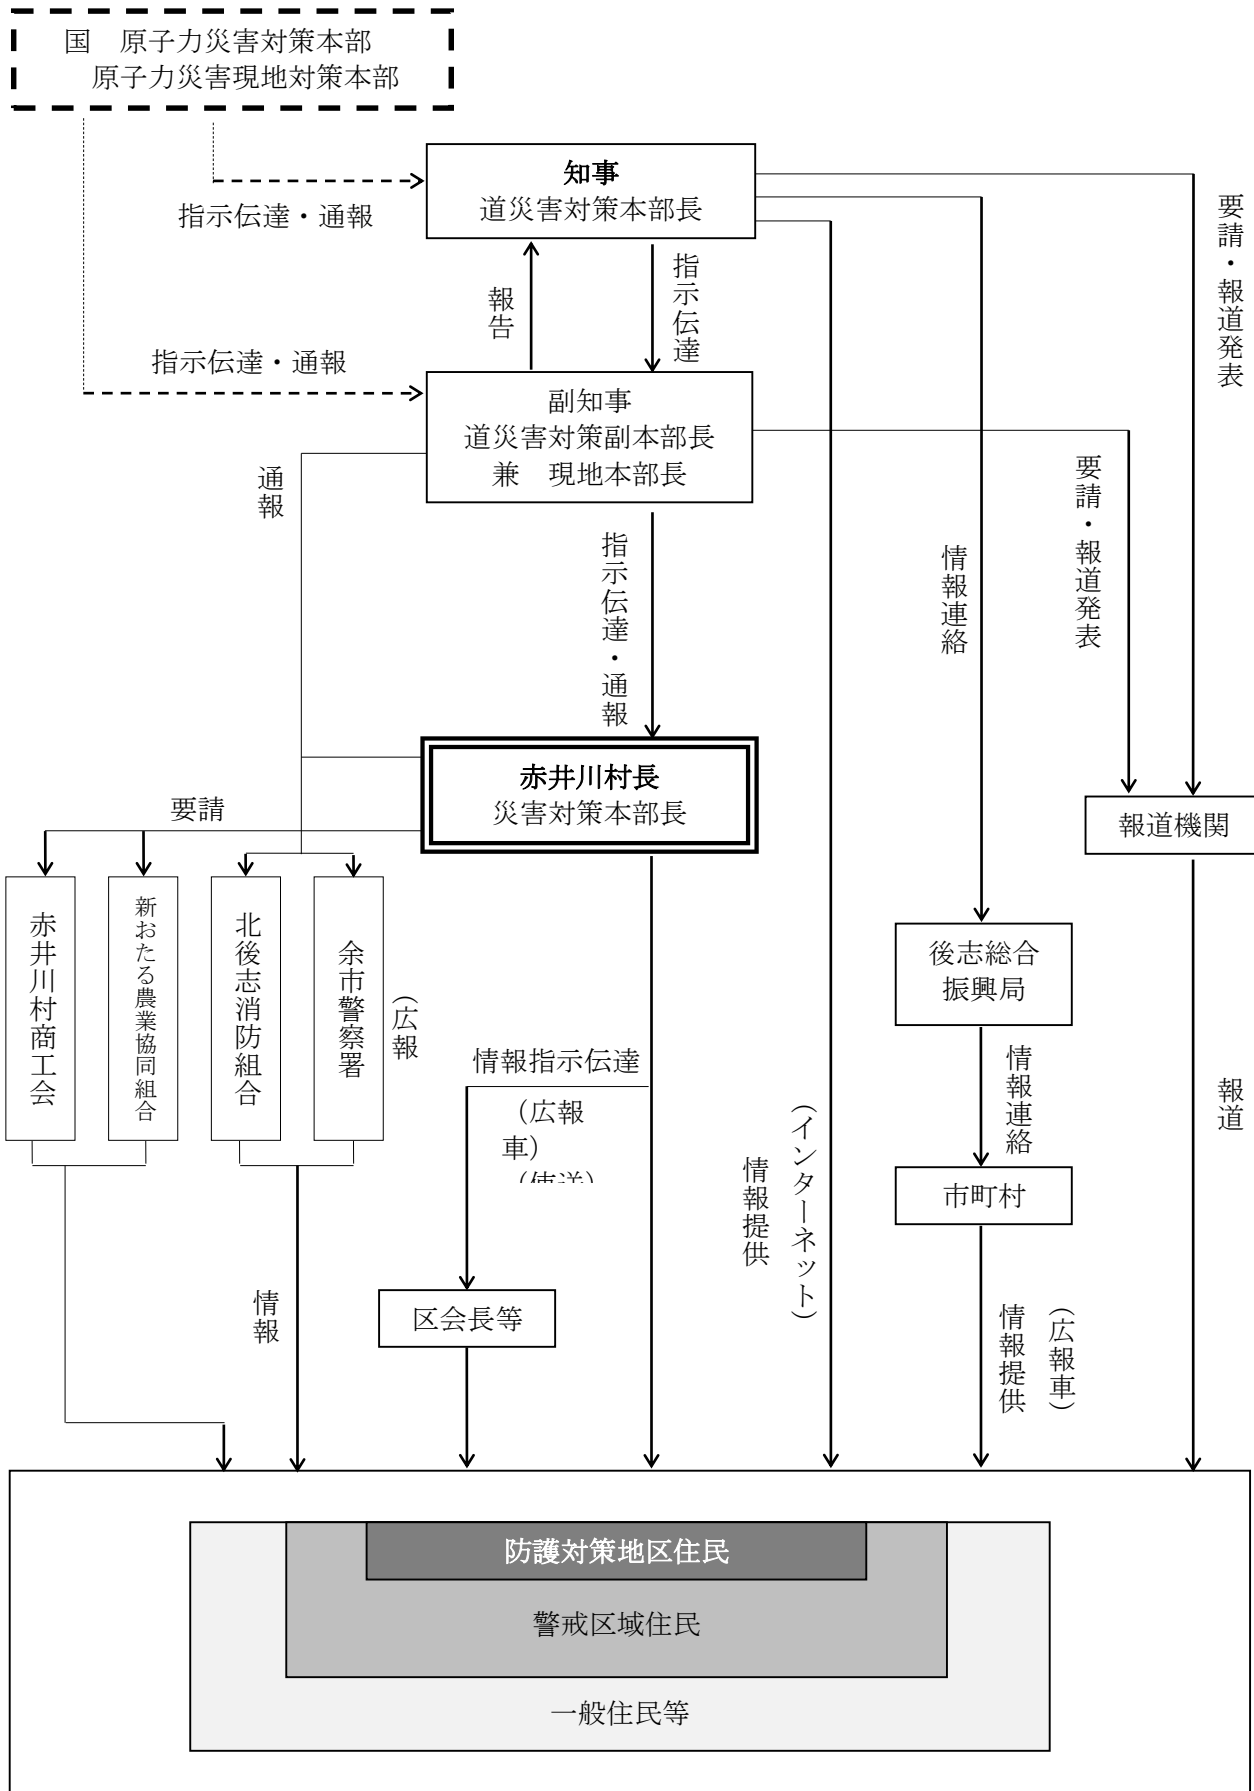 国　原子力災害対策本部
原子力災害現地対策本部
知事
道災害対策本部長
指示伝達・通報
要請・報道発表
報告
指示伝達
指示伝達・通報
副知事
道災害対策副本部長
兼　現地本部長
通報
要請・報道発表
指示伝達・通報
情報連絡
赤井川村長
災害対策本部長
要請
報道機関
赤井川村商工会
新おたる農業協同組合
北後志消防組合
余市警察署
（広報
後志総合
振興局
情報指示伝達
（広報
車）
情報連絡
報道
（インターネット）
情報提供
市町村
情報
区会長等
（広報車）
情報提供
防護対策地区住民
警戒区域住民
一般住民等